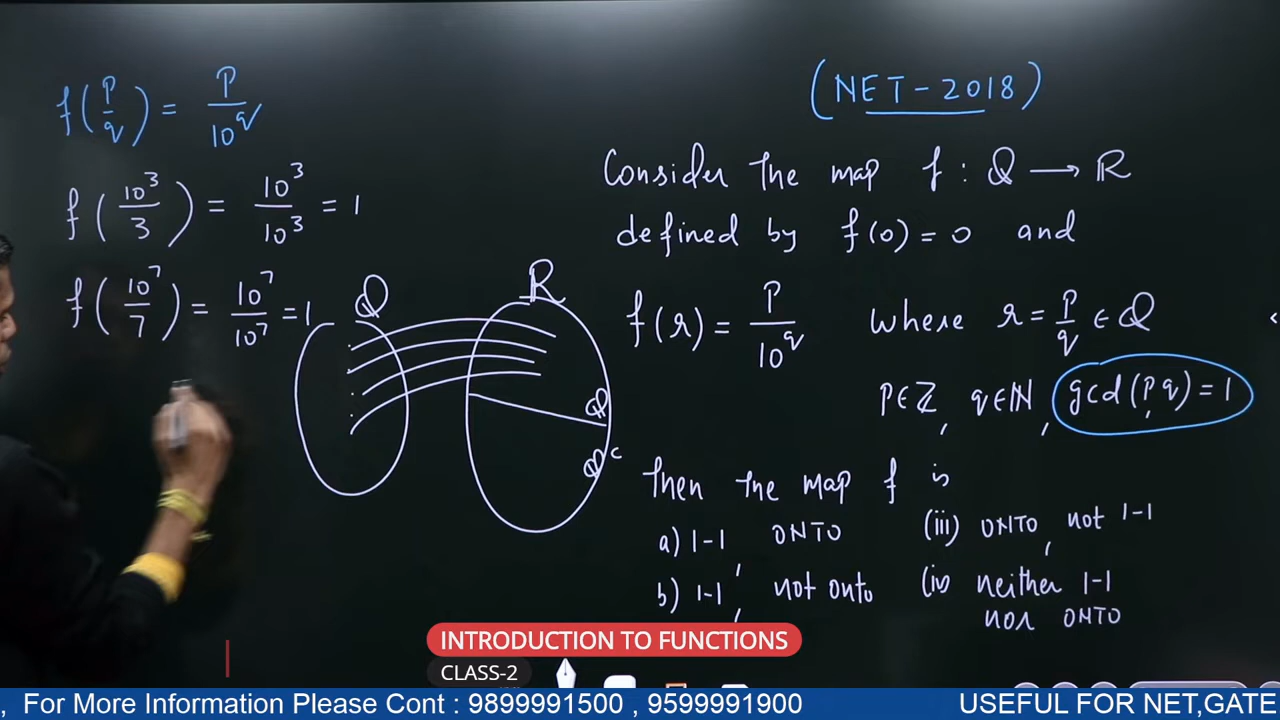 f(p/q) = p/10^q
f(10^3/3) = 10^3/10^3 = 1
f(10^7/7) = 10^7/10^7 = 1
Q R
Q
Q^c
(NET-2018)
Consider the map f : Q → R
defined by f(0) = 0 and
f(r) = p/10^q where r = p/q ∈ Q
p∈Z, q∈N, gcd(p,q) = 1
Then the map f is
a) 1-1, ONTO (iii) ONTO, not 1-1
b) 1-1, not onto (iv) neither 1-1
nor ONTO
INTRODUCTION TO FUNCTIONS
CLASS-2
, For More Information Please Cont : 9899991500 , 9599991900 USEFUL FOR NET,GATE